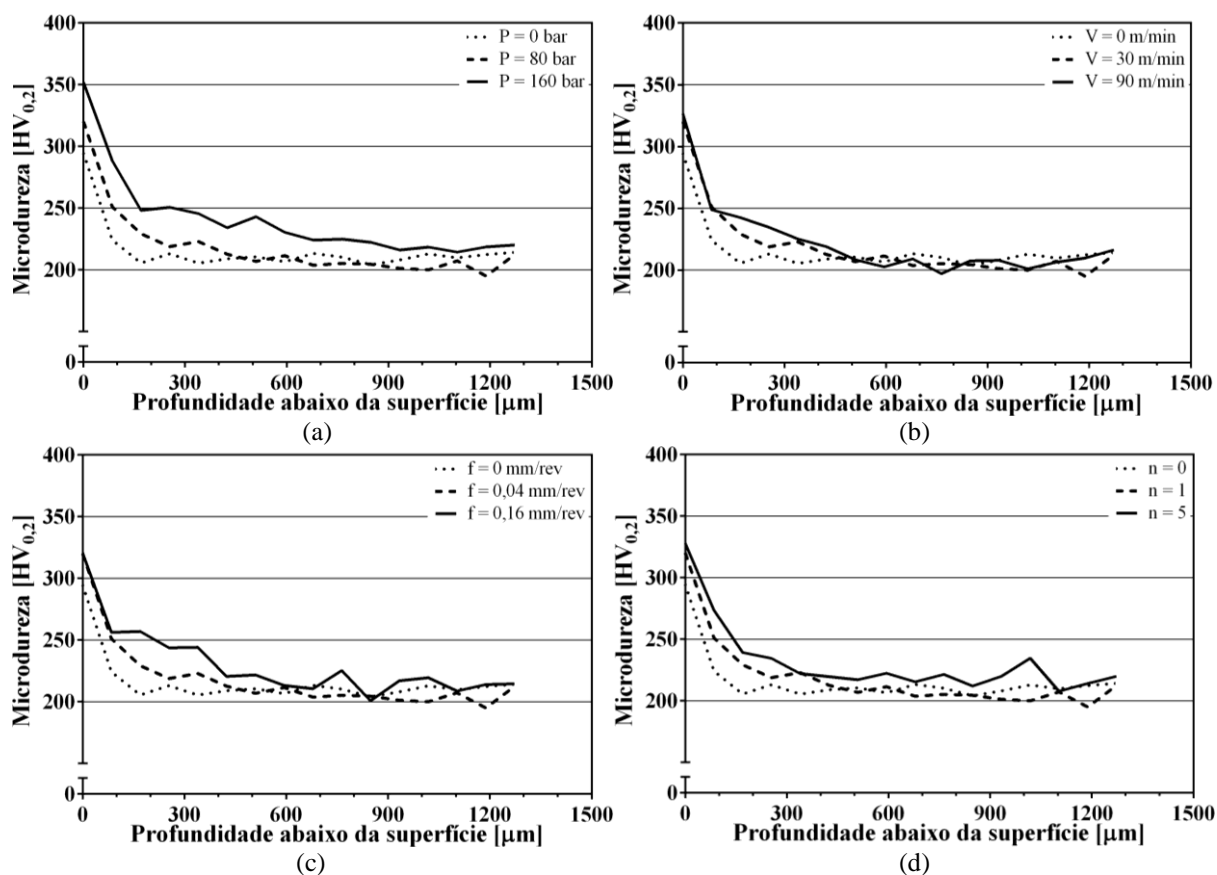 400
350
300
250
200
0
Microdureza [HV0,2]
P = 0 bar
P = 80 bar
P = 160 bar
0 300 600 900 1200 1500
Profundidade abaixo da superfície [µm]
(a)
400
350
300
250
200
0
Microdureza [HV0,2]
V = 0 m/min
V = 30 m/min
V = 90 m/min
0 300 600 900 1200 1500
Profundidade abaixo da superfície [µm]
(b)
400
350
300
250
200
0
Microdureza [HV0,2]
f = 0 mm/rev
f = 0,04 mm/rev
f = 0,16 mm/rev
0 300 600 900 1200 1500
Profundidade abaixo da superfície [µm]
(c)
400
350
300
250
200
0
Microdureza [HV0,2]
n = 0
n = 1
n = 5
0 300 600 900 1200 1500
Profundidade abaixo da superfície [µm]
(d)